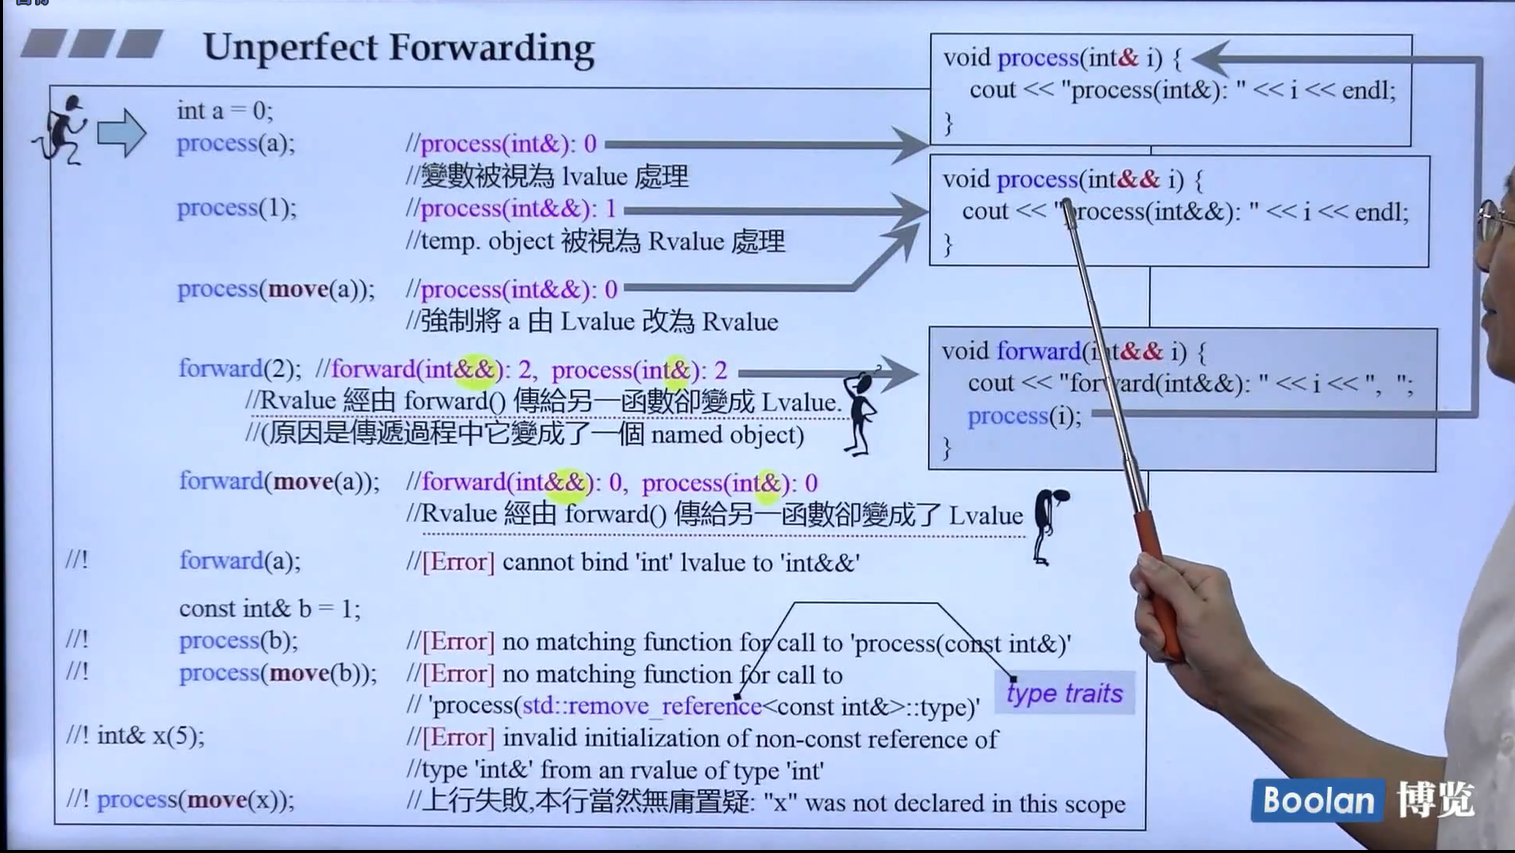 Unperfect Forwarding
int a = 0;
process(a); //process(int&): 0
//變數被視為 lvalue 處理
process(1); //process(int&&): 1
//temp. object 被視為 Rvalue 處理
process(move(a)); //process(int&&): 0
//強制將 a 由 Lvalue 改為 Rvalue
forward(2); //forward(int&&): 2, process(int&): 2
//Rvalue 經由 forward() 傳給另一函數卻變成 Lvalue.
//(原因是傳遞過程中它變成了一個 named object)
forward(move(a)); //forward(int&&): 0, process(int&): 0
//Rvalue 經由 forward() 傳給另一函數卻變成了 Lvalue
//! forward(a); //[Error] cannot bind 'int' lvalue to 'int&&'
const int& b = 1;
//! process(b); //[Error] no matching function for call to 'process(const int&)'
//! process(move(b)); //[Error] no matching function for call to
// 'process(std::remove_reference<const int&>::type)'
//! int& x(5); //[Error] invalid initialization of non-const reference of
//type 'int&' from an rvalue of type 'int'
//! process(move(x)); //上行失敗,本行當然無庸置疑: "x" was not declared in this scope
void process(int& i) {
cout << "process(int&): " << i << endl;
}
void process(int&& i) {
cout << "process(int&&): " << i << endl;
}
void forward(int&& i) {
cout << "forward(int&&): " << i << ", ";
process(i);
}
type traits
Boolan 博览